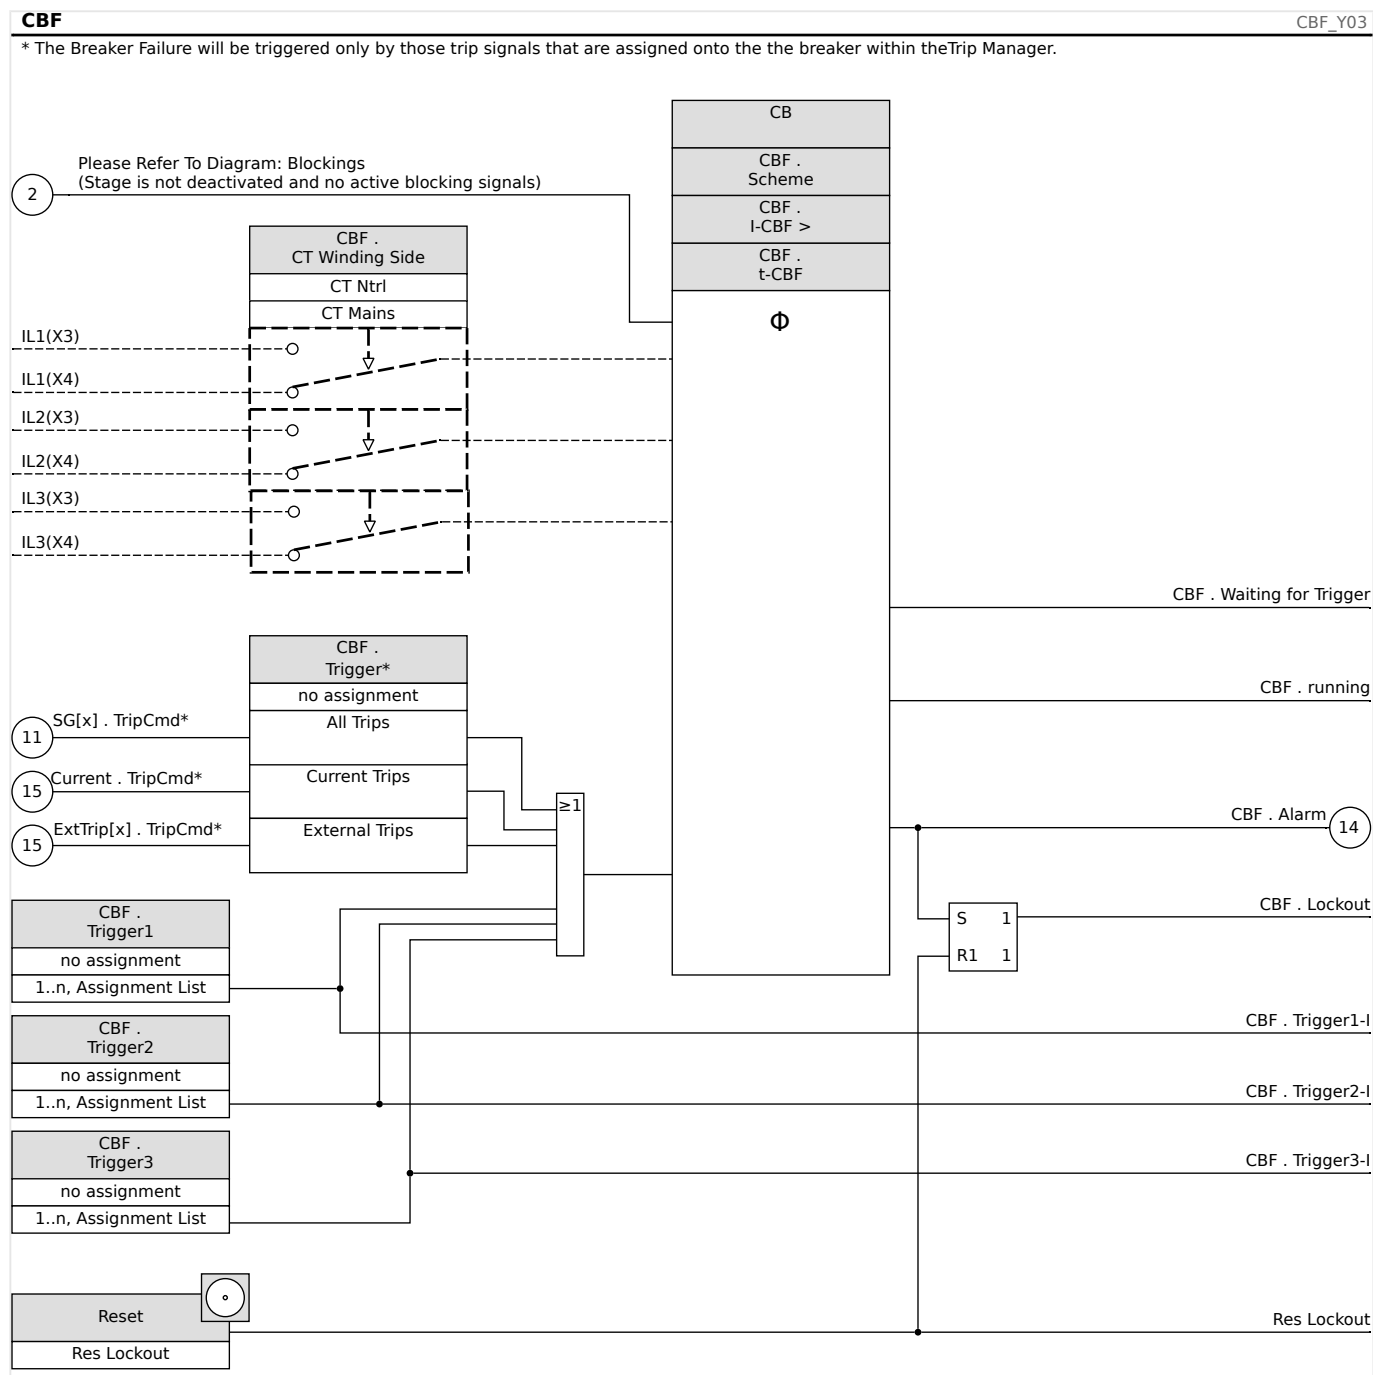 CBF
CBF_Y03
* The Breaker Failure will be triggered only by those trip signals that are assigned onto the the breaker within theTrip Manager.
CB
CBF .
Scheme
CBF .
I-CBF >
CBF .
t-CBF
Φ
Please Refer To Diagram: Blockings
(Stage is not deactivated and no active blocking signals)
2
CBF .
CT Winding Side
CT Ntrl
CT Mains
IL1(X3)
IL1(X4)
IL2(X3)
IL2(X4)
IL3(X3)
IL3(X4)
CBF . Waiting for Trigger
CBF . running
CBF .
Trigger*
no assignment
All Trips
Current Trips
External Trips
11
SG[x] . TripCmd*
15
Current . TripCmd*
15
ExtTrip[x] . TripCmd*
≥1
CBF . Alarm
14
CBF . Lockout
S 1
R1 1
CBF .
Trigger1
no assignment
1..n, Assignment List
CBF . Trigger1-I
CBF .
Trigger2
no assignment
1..n, Assignment List
CBF . Trigger2-I
CBF .
Trigger3
no assignment
1..n, Assignment List
CBF . Trigger3-I
Reset
Res Lockout
Res Lockout